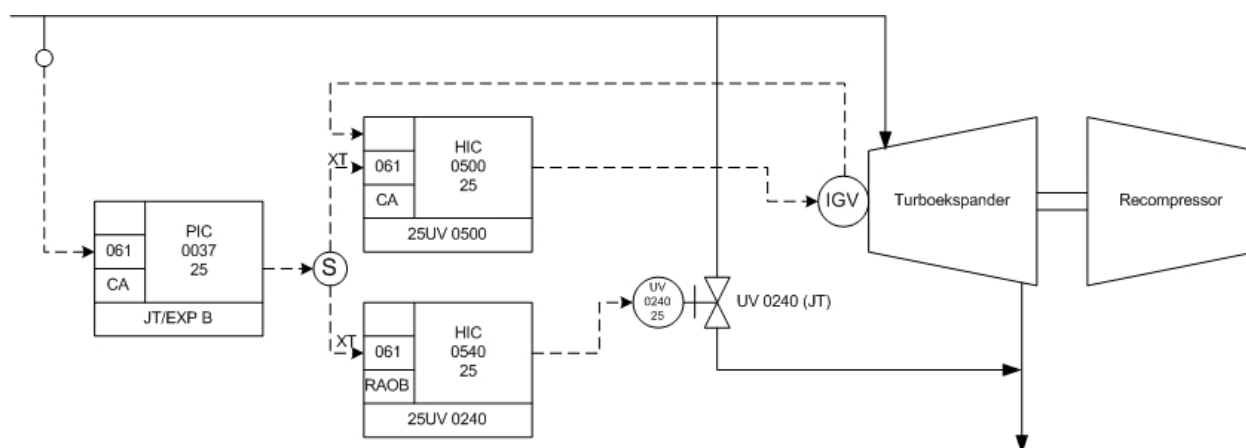 XT
061
CA
HIC
0500
25
25UV 0500
IGV
Turboekspander
Recompressor
061
CA
PIC
0037
25
JT/EXP B
S
UV
0240
25
UV 0240 (JT)
XT
061
RAOB
HIC
0540
25
25UV 0240